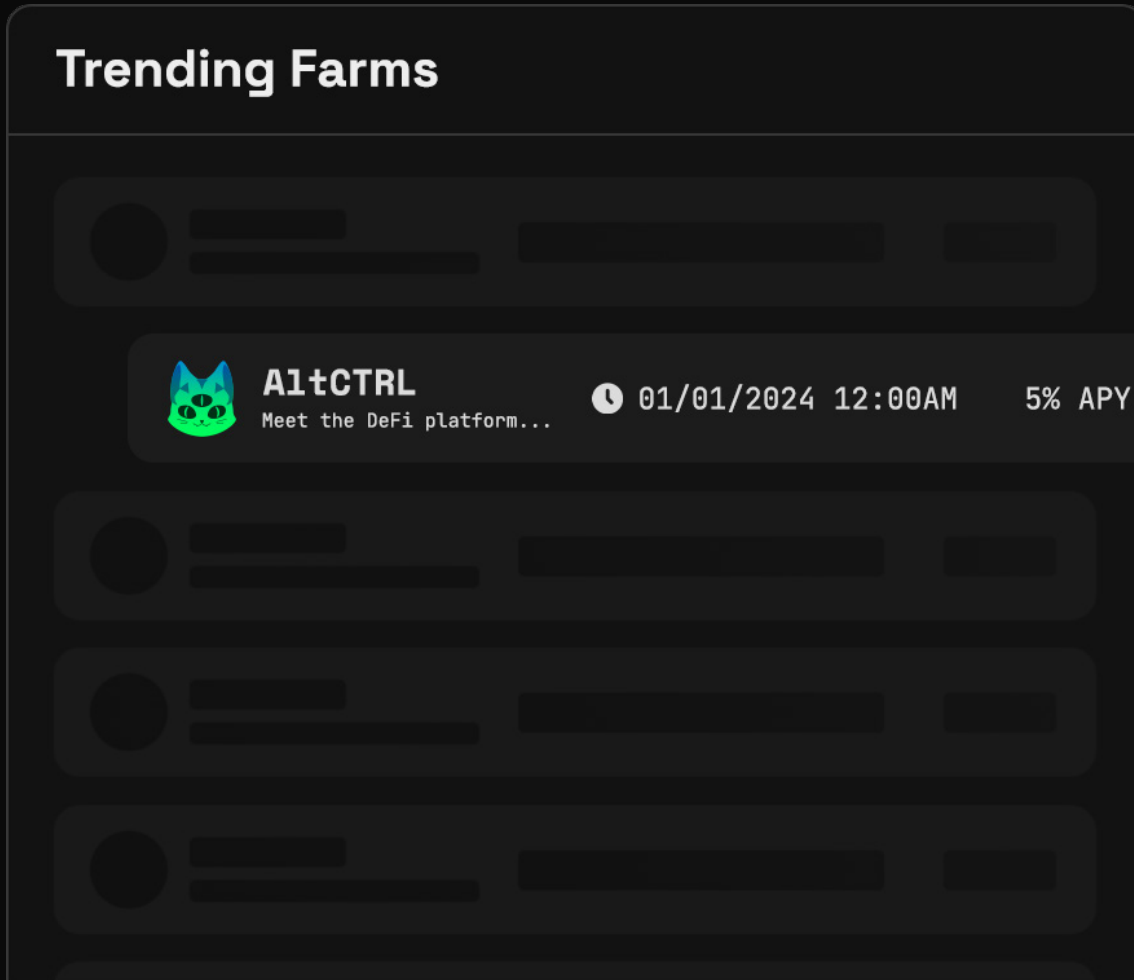 Trending Farms
AltCTRL
Meet the DeFi platform...
01/01/2024 12:00AM
5% APY